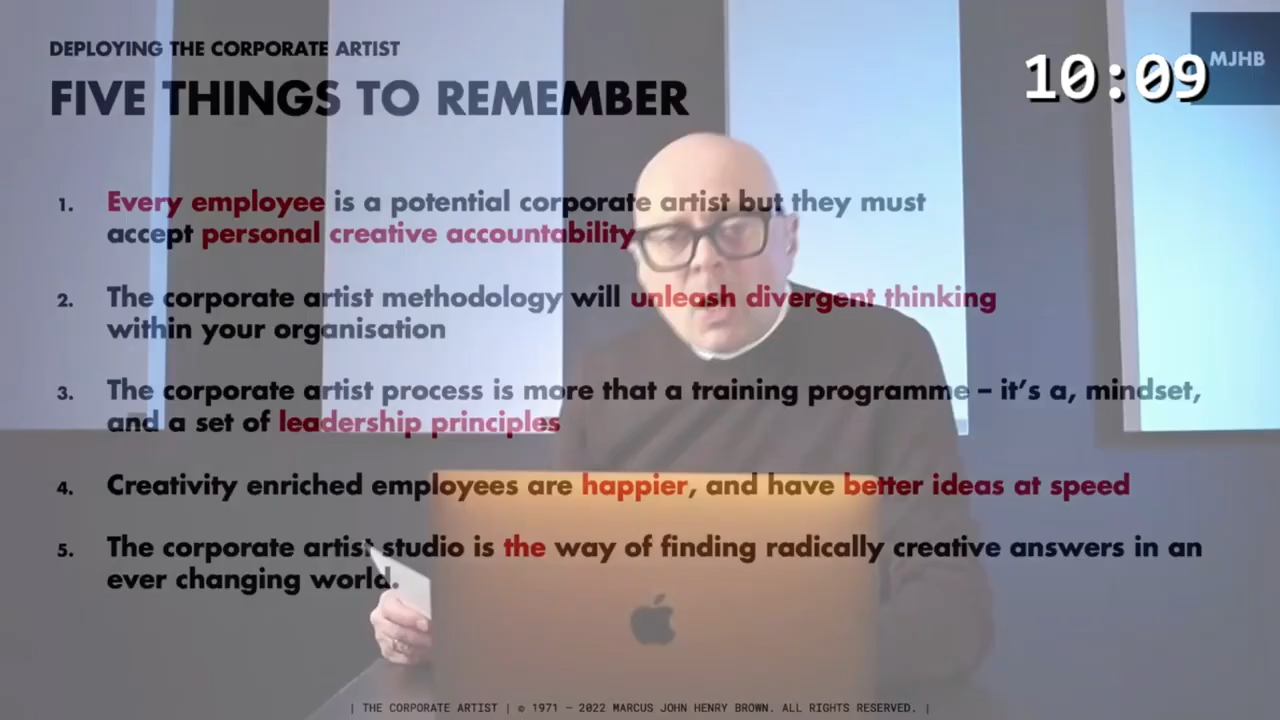 DEPLOYING THE CORPORATE ARTIST
FIVE THINGS TO REMEMBER
10:09
MJHB
1. Every employee is a potential corporate artist but they must
accept personal creative accountability
2. The corporate artist methodology will unleash divergent thinking
within your organisation
3. The corporate artist process is more that a training programme – it’s a, mindset,
and a set of leadership principles
4. Creativity enriched employees are happier, and have better ideas at speed
5. The corporate artist studio is the way of finding radically creative answers in an
ever changing world.
| THE CORPORATE ARTIST | © 1971 – 2022 MARCUS JOHN HENRY BROWN. ALL RIGHTS RESERVED. |